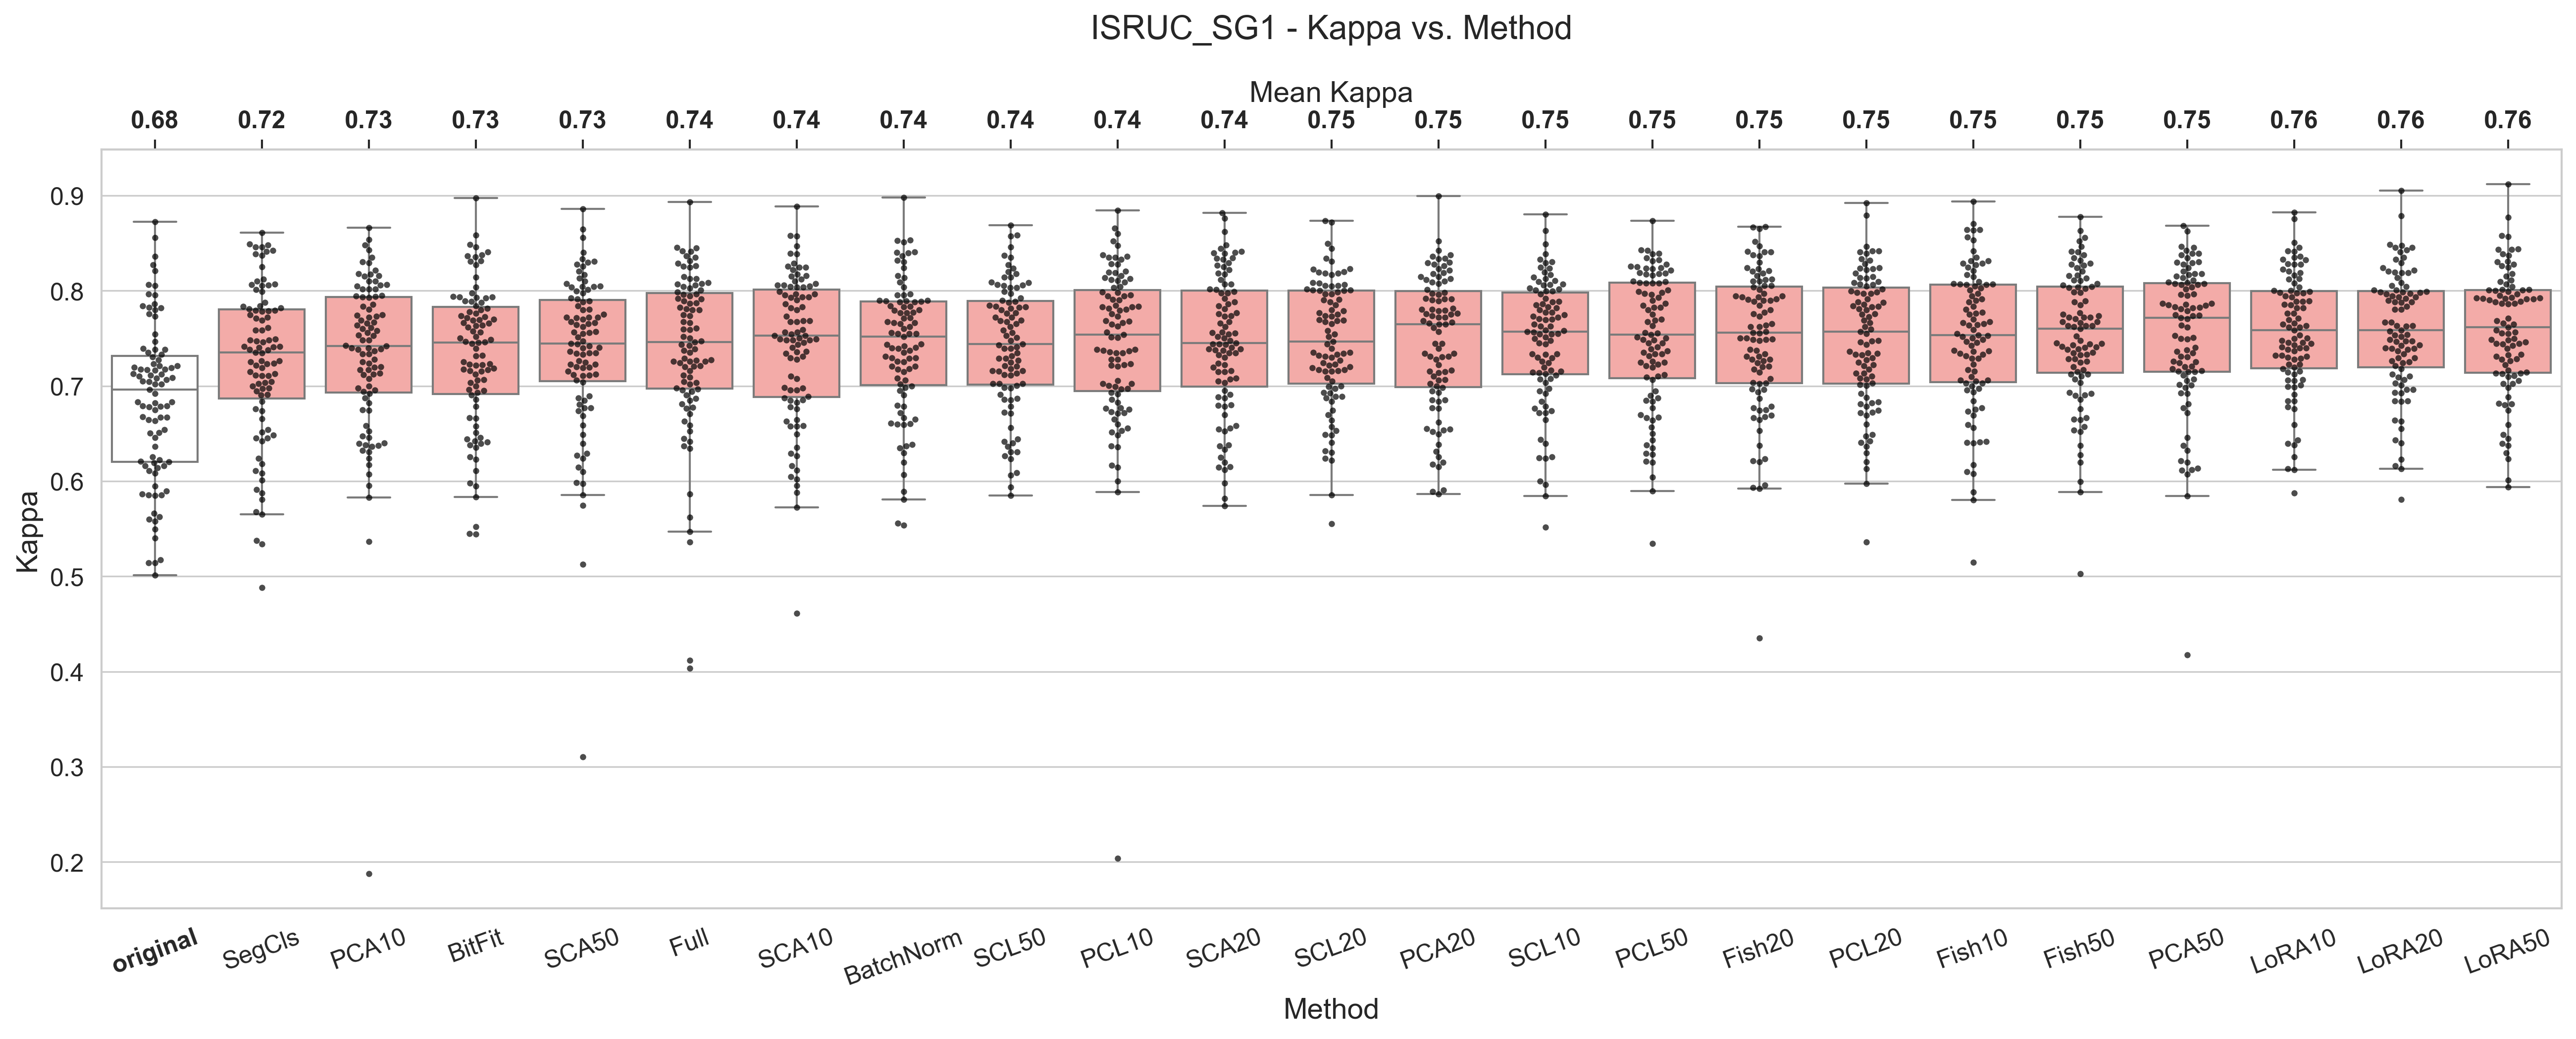 ISRUC_SG1 - Kappa vs. Method
Mean Kappa
0.68 0.72 0.73 0.73 0.73 0.74 0.74 0.74 0.74 0.74 0.74 0.75 0.75 0.75 0.75 0.75 0.75 0.75 0.75 0.75 0.76 0.76 0.76
0.9
0.8
0.7
0.6
0.5
0.4
0.3
0.2
Kappa
original SegCls PCA10 BitFit SCA50 Full SCA10 BatchNorm SCL50 PCL10 SCA20 SCL20 PCA20 SCL10 PCL50 Fish20 PCL20 Fish10 Fish50 PCA50 LoRA10 LoRA20 LoRA50
Method